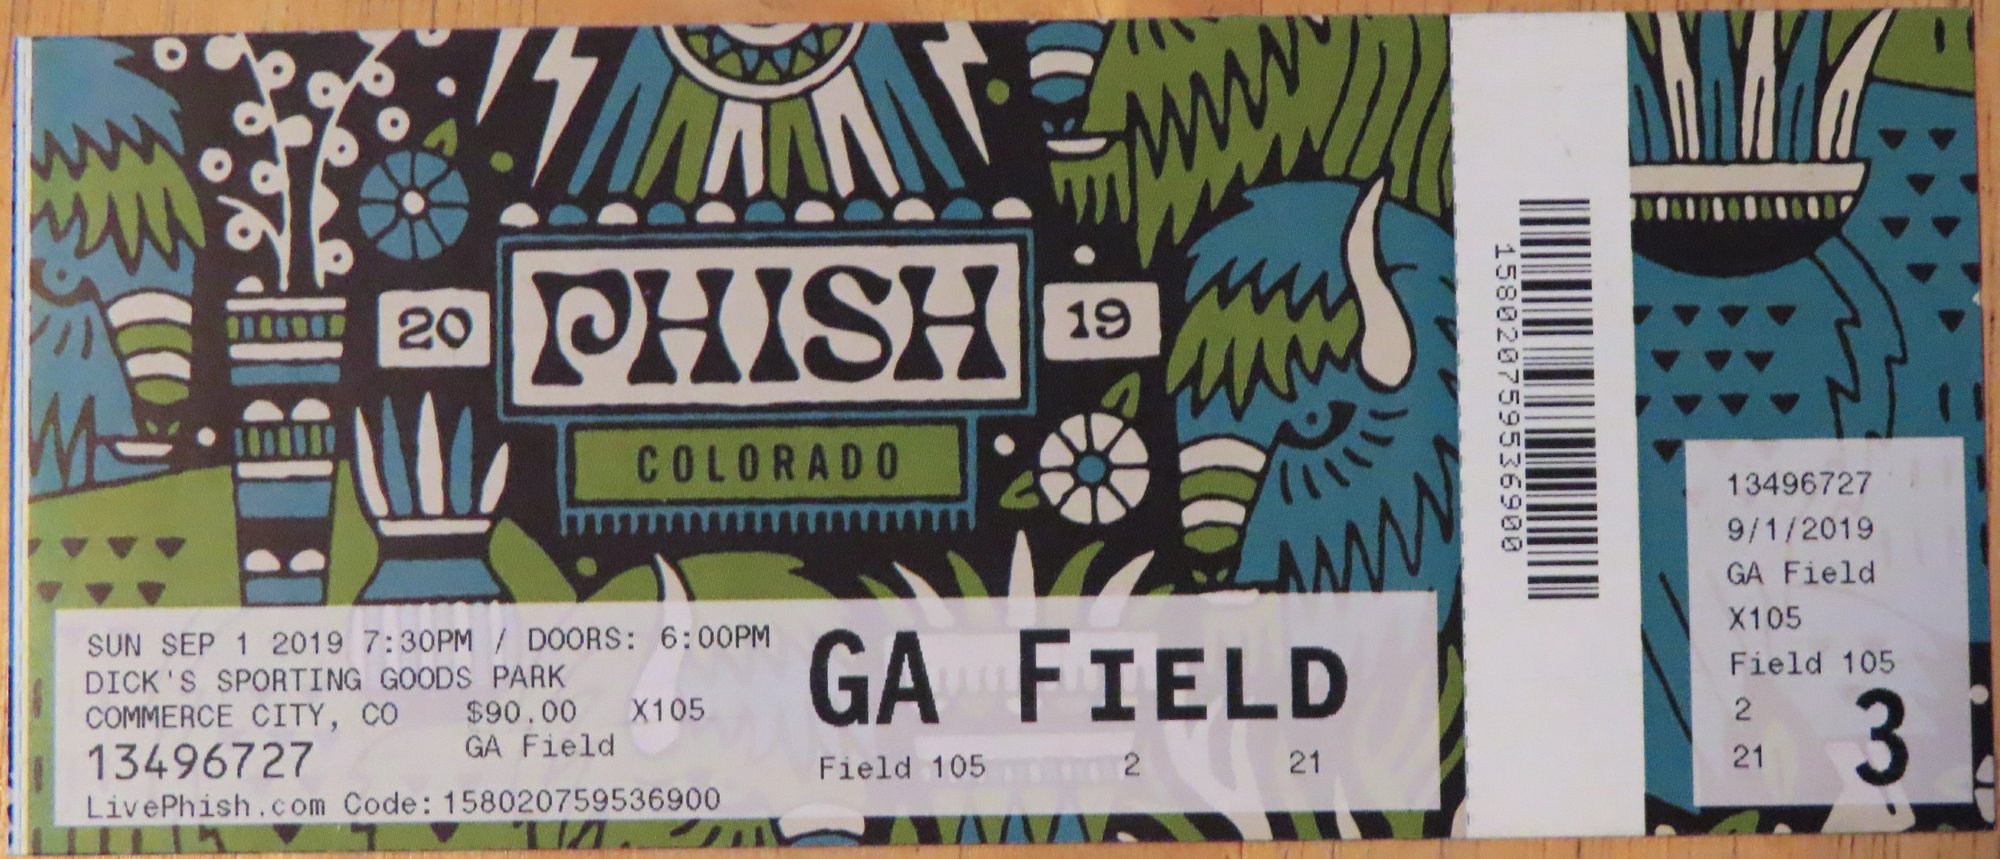 20 PHISH 19
COLORADO
SUN SEP 1 2019 7:30PM / DOORS: 6:00PM
DICK'S SPORTING GOODS PARK
COMMERCE CITY, CO $90.00 X105
13496727 GA Field
LivePhish.com Code: 158020759536900
GA FIELD
Field 105 2 21
158020759536900
13496727
9/1/2019
GA Field
X105
Field 105
2
21
3